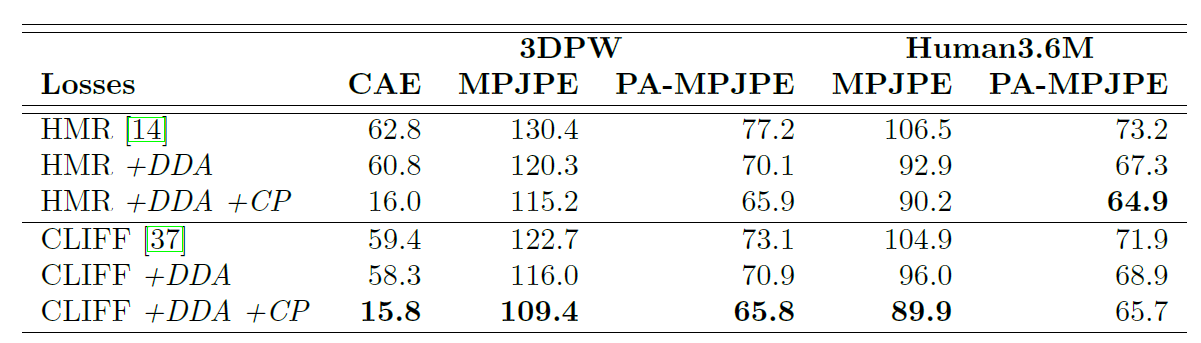 3DPW Human3.6M
Losses CAE MPJPE PA-MPJPE MPJPE PA-MPJPE
HMR [14] 62.8 130.4 77.2 106.5 73.2
HMR +DDA 60.8 120.3 70.1 92.9 67.3
HMR +DDA +CP 16.0 115.2 65.9 90.2 64.9
CLIFF [37] 59.4 122.7 73.1 104.9 71.9
CLIFF +DDA 58.3 116.0 70.9 96.0 68.9
CLIFF +DDA +CP 15.8 109.4 65.8 89.9 65.7